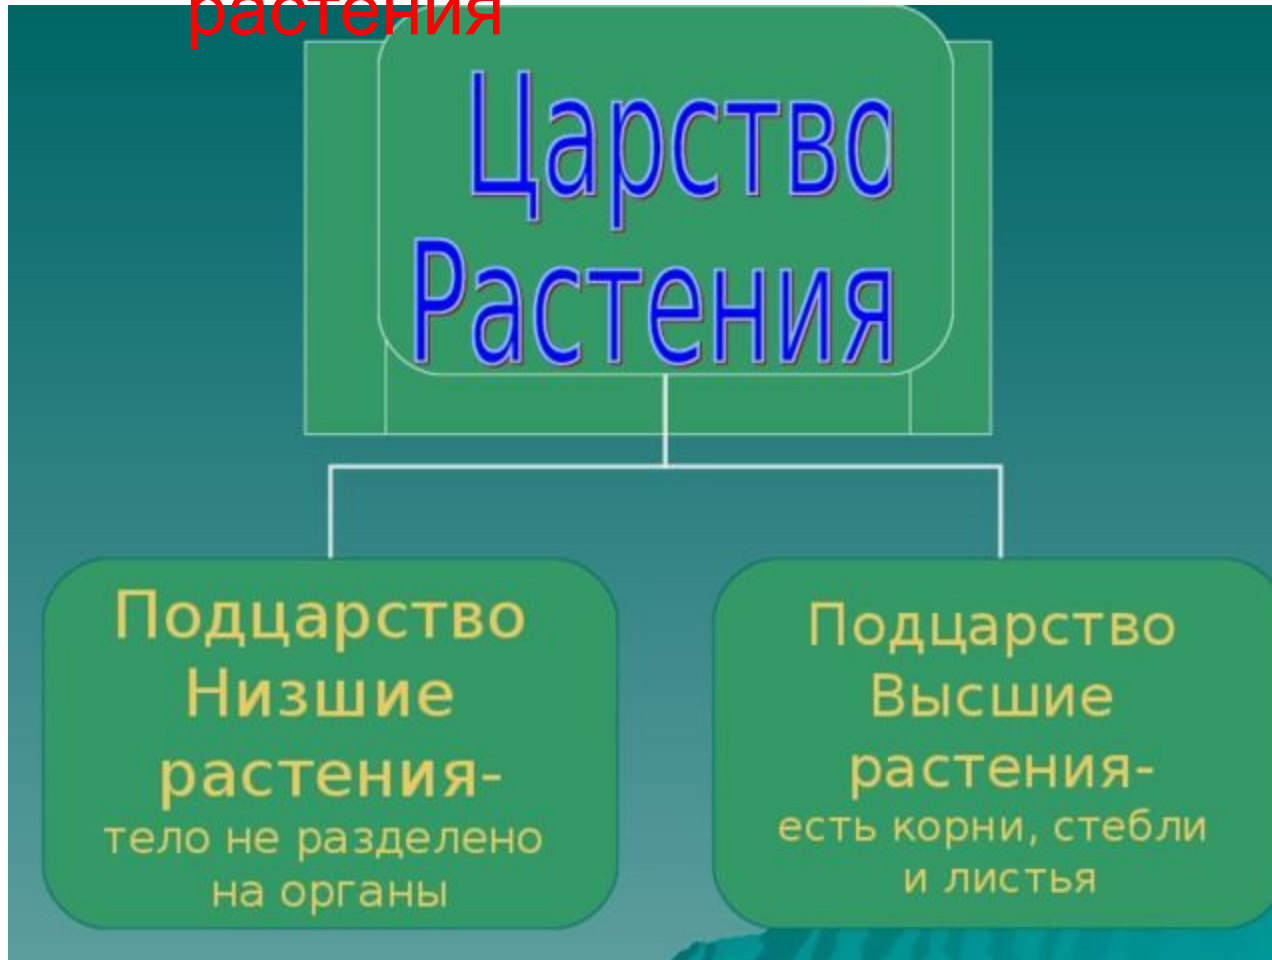 растения
Царство
Растения
Подцарство
Низшие
растения-
тело не разделено
на органы
Подцарство
Высшие
растения-
есть корни, стебли
и листья